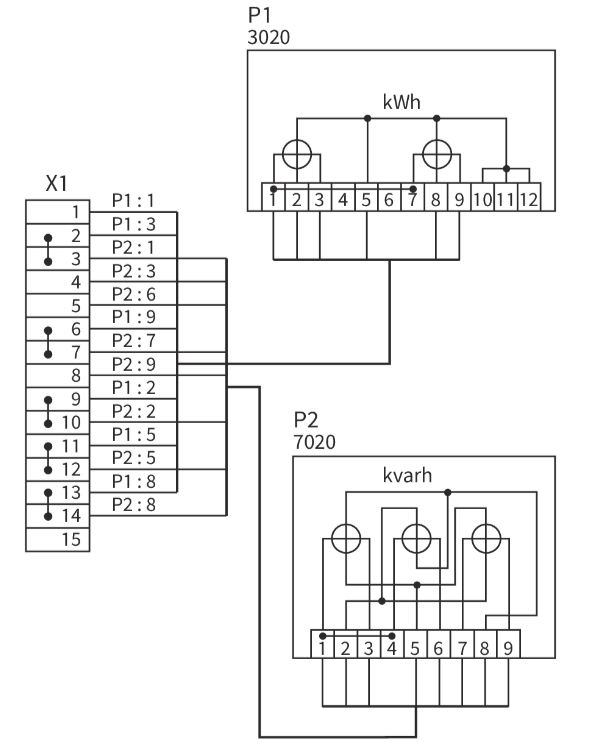 P1
3020
kWh
1 2 3 4 5 6 7 8 9 10 11 12
X1
1 P1:1
2 P1:3
3 P2:1
4 P2:3
5 P2:6
6 P1:9
7 P2:7
8 P2:9
9 P1:2
10 P2:2
11 P1:5
12 P2:5
13 P1:8
14 P2:8
15
P2
7020
kvarh
1 2 3 4 5 6 7 8 9